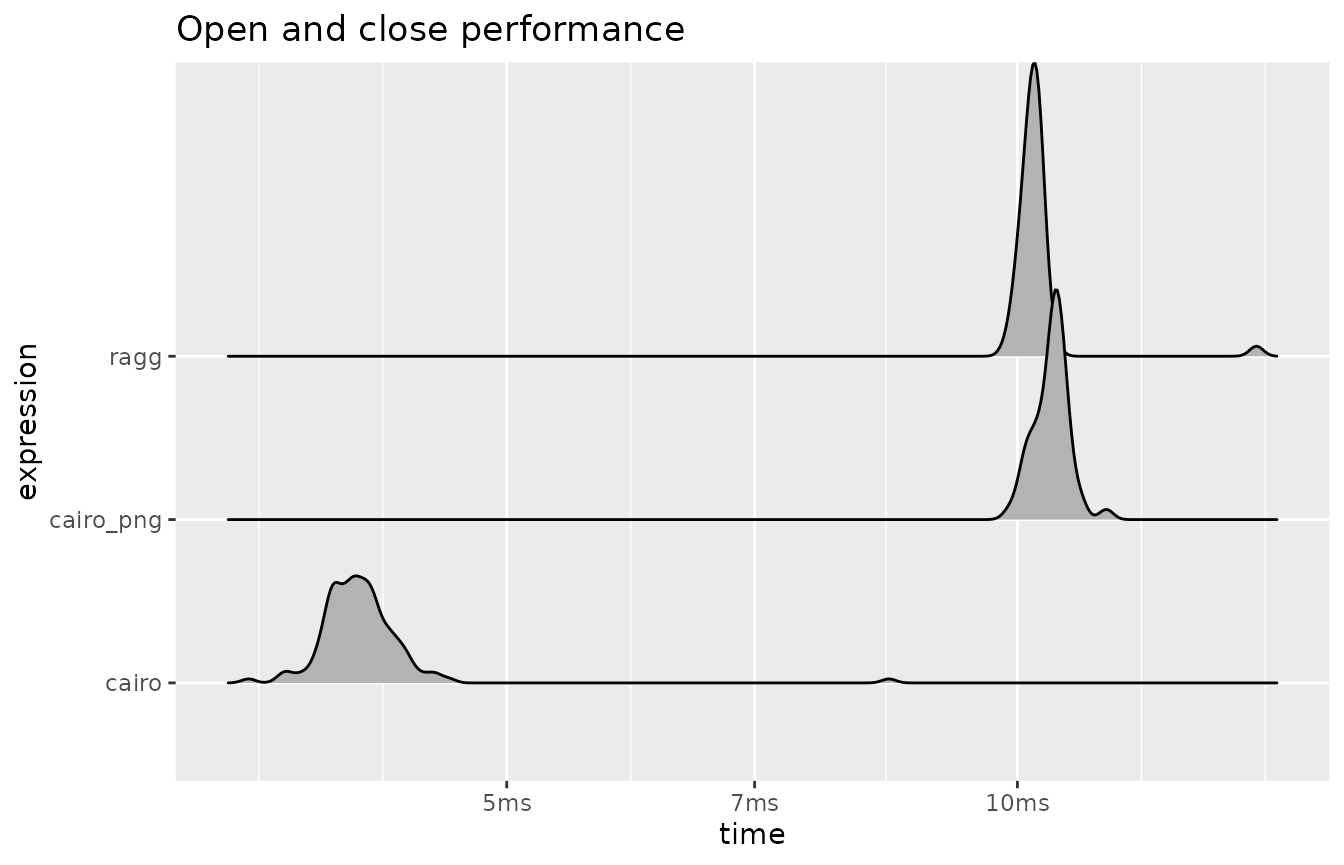 Open and close performance
expression
ragg
cairo_png
cairo
5ms 7ms 10ms
time